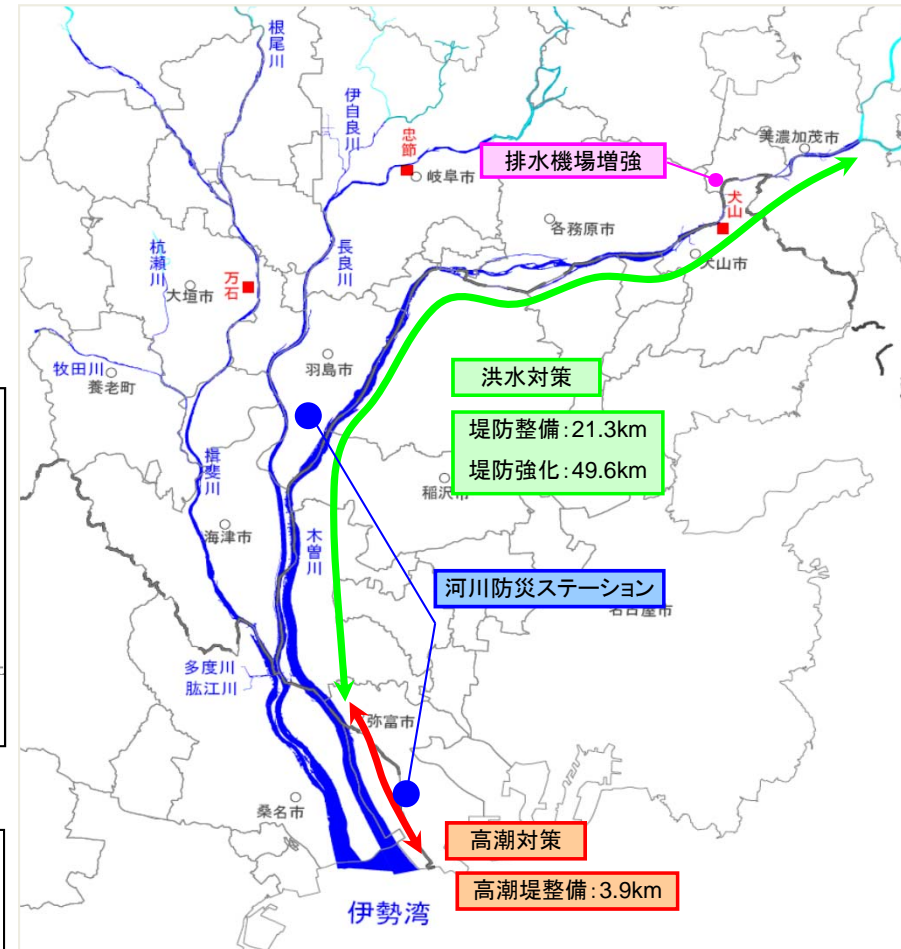 根尾川
伊自良川
忠節
岐阜市
排水機場増強
美濃加茂市
犬山
各務原市
犬山市
杭瀬川
大垣市
万石
長良川
牧田川
養老町
羽島市
洪水対策
堤防整備:21.3km
堤防強化:49.6km
稲沢市
揖斐川
海津市
木曽川
河川防災ステーション
名古屋市
多度川
肱江川
弥富市
桑名市
高潮対策
高潮堤整備:3.9km
伊勢湾